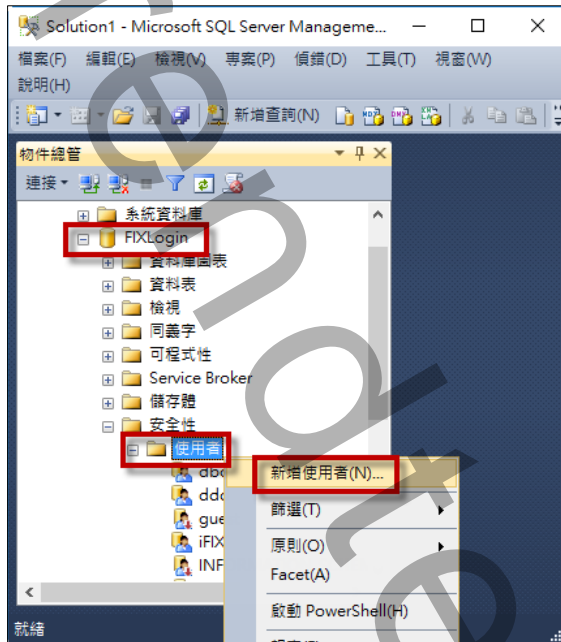 Solution1 - Microsoft SQL Server Manageme...
檔案(F) 編輯(E) 檢視(V) 專案(P) 偵錯(D) 工具(T) 視窗(W)
說明(H)
新增查詢(N)
物件總管
連接
系統資料庫
FIXLogin
資料庫圖表
資料表
檢視
同義字
可程式性
Service Broker
儲存體
安全性
使用者
dbo
新增使用者(N)...
篩選(T)
原則(O)
iFIX
INF
Facet(A)
啟動 PowerShell(H)
就緒